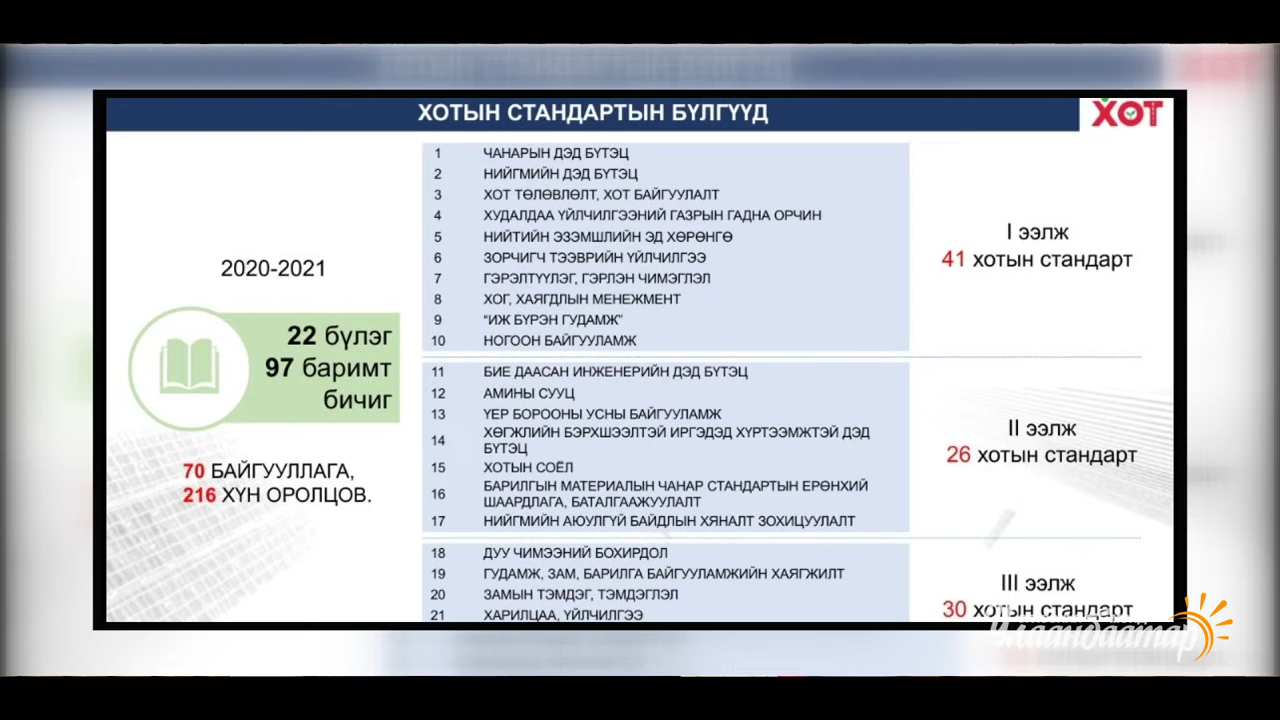 ХОТЫН СТАНДАРТЫН БҮЛГҮҮД
ХОТ
2020-2021
22 бүлэг
97 баримт
бичиг
70 БАЙГУУЛЛАГА,
216 ХҮН ОРОЛЦОВ.
1 ЧАНАРЫН ДЭД БҮТЭЦ
2 НИЙГМИЙН ДЭД БҮТЭЦ
3 ХОТ ТӨЛӨВЛӨЛТ, ХОТ БАЙГУУЛАЛТ
4 ХУДАЛДАА ҮЙЛЧИЛГЭЭНИЙ ГАЗРЫН ГАДНА ОРЧИН
5 НИЙТИЙН ЭЗЭМШЛИЙН ЭД ХӨРӨНГӨ
6 ЗОРЧИГЧ ТЭЭВРИЙН ҮЙЛЧИЛГЭЭ
7 ГЭРЭЛТҮҮЛЭГ, ГЭРЛЭН ЧИМЭГЛЭЛ
8 ХОГ, ХАЯГДЛЫН МЕНЕЖМЕНТ
9 “ИЖ БҮРЭН ГУДАМЖ”
10 НОГООН БАЙГУУЛАМЖ
I ээлж
41 хотын стандарт
11 БИЕ ДААСАН ИНЖЕНЕРИЙН ДЭД БҮТЭЦ
12 АМИНЫ СУУЦ
13 ҮЕР БОРООНЫ УСНЫ БАЙГУУЛАМЖ
14 ХӨГЖЛИЙН БЭРХШЭЭЛТЭЙ ИРГЭДЭД ХҮРТЭЭМЖТЭЙ ДЭД
БҮТЭЦ
15 ХОТЫН СОЁЛ
16 БАРИЛГЫН МАТЕРИАЛЫН ЧАНАР СТАНДАРТЫН ЕРӨНХИЙ
ШААРДЛАГА, БАТАЛГААЖУУЛАЛТ
17 НИЙГМИЙН АЮУЛГҮЙ БАЙДЛЫН ХЯНАЛТ ЗОХИЦУУЛАЛТ
II ээлж
26 хотын стандарт
18 ДУУ ЧИМЭЭНИЙ БОХИРДОЛ
19 ГУДАМЖ, ЗАМ, БАРИЛГА БАЙГУУЛАМЖИЙН ХАЯГЖИЛТ
20 ЗАМЫН ТЭМДЭГ, ТЭМДЭГЛЭЛ
21 ХАРИЛЦАА, ҮЙЛЧИЛГЭЭ
III ээлж
30 хотын стандарт
Улаанбаатар